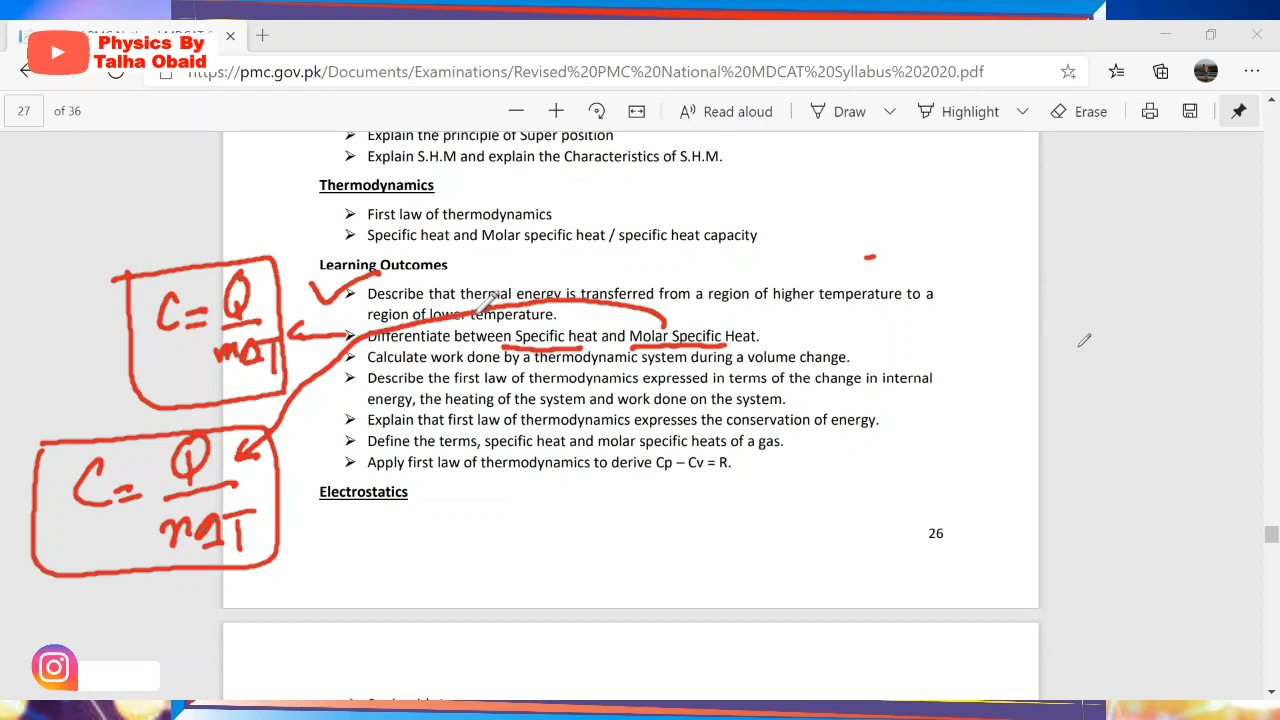 Physics By
Talha Obaid
https://pmc.gov.pk/Documents/Examinations/Revised%20PMC%20National%20MDCAT%20Syllabus%202020.pdf
27 of 36
Read aloud
Draw
Highlight
Erase
➢ Explain the principle of Super position
➢ Explain S.H.M and explain the Characteristics of S.H.M.
Thermodynamics
➢ First law of thermodynamics
➢ Specific heat and Molar specific heat / specific heat capacity
Learning Outcomes
➢ Describe that thermal energy is transferred from a region of higher temperature to a
region of lower temperature.
➢ Differentiate between Specific heat and Molar Specific Heat.
➢ Calculate work done by a thermodynamic system during a volume change.
➢ Describe the first law of thermodynamics expressed in terms of the change in internal
energy, the heating of the system and work done on the system.
➢ Explain that first law of thermodynamics expresses the conservation of energy.
➢ Define the terms, specific heat and molar specific heats of a gas.
➢ Apply first law of thermodynamics to derive Cp – Cv = R.
Electrostatics
26
C = Q
mΔT
C = Q
nΔT